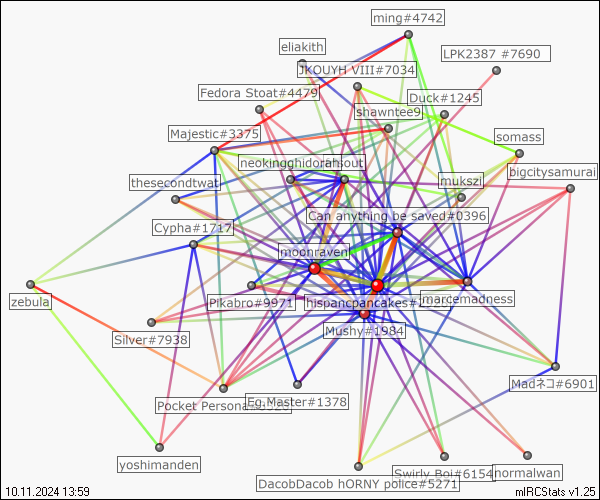 ming#4742
eliakith
LPK2387 #7690
JKOUYH VIII#7034
Fedora Stoat#4479
Duck#1245
shawntee9
Majestic#3375
somass
neokingghidorah
sout
bigcitysamurai
thesecondtwat
mukszi
Can anything be saved#0396
Cypha#1717
moonraven
zebula
Pikabro#9971
hispancpancakes
marcemadness
Mushy#1984
Silver#7938
Madネコ#6901
Pocket Persona
Eg.Master#1378
yoshimanden
DacobDacob hORNY police#5271
Swirly Boi#6154
normalwan
10.11.2024 13:59
mIRCStats v1.25